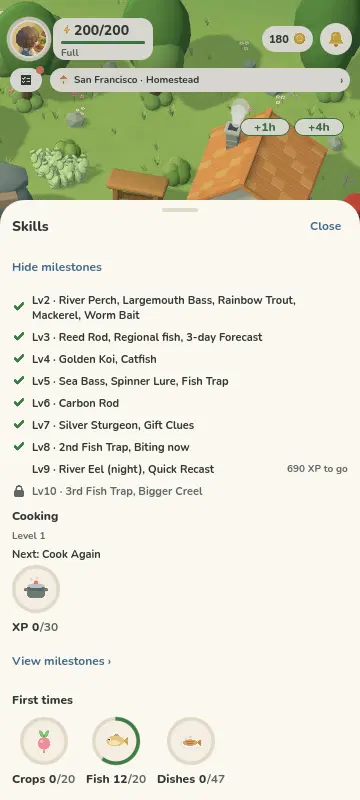 200/200
Full
180
San Francisco · Homestead ›
+1h
+4h
Skills
Close
Hide milestones
Lv2 · River Perch, Largemouth Bass, Rainbow Trout,
Mackerel, Worm Bait
Lv3 · Reed Rod, Regional fish, 3-day Forecast
Lv4 · Golden Koi, Catfish
Lv5 · Sea Bass, Spinner Lure, Fish Trap
Lv6 · Carbon Rod
Lv7 · Silver Sturgeon, Gift Clues
Lv8 · 2nd Fish Trap, Biting now
Lv9 · River Eel (night), Quick Recast 690 XP to go
Lv10 · 3rd Fish Trap, Bigger Creel
Cooking
Level 1
Next: Cook Again
XP 0/30
View milestones ›
First times
Crops 0/20 Fish 12/20 Dishes 0/47